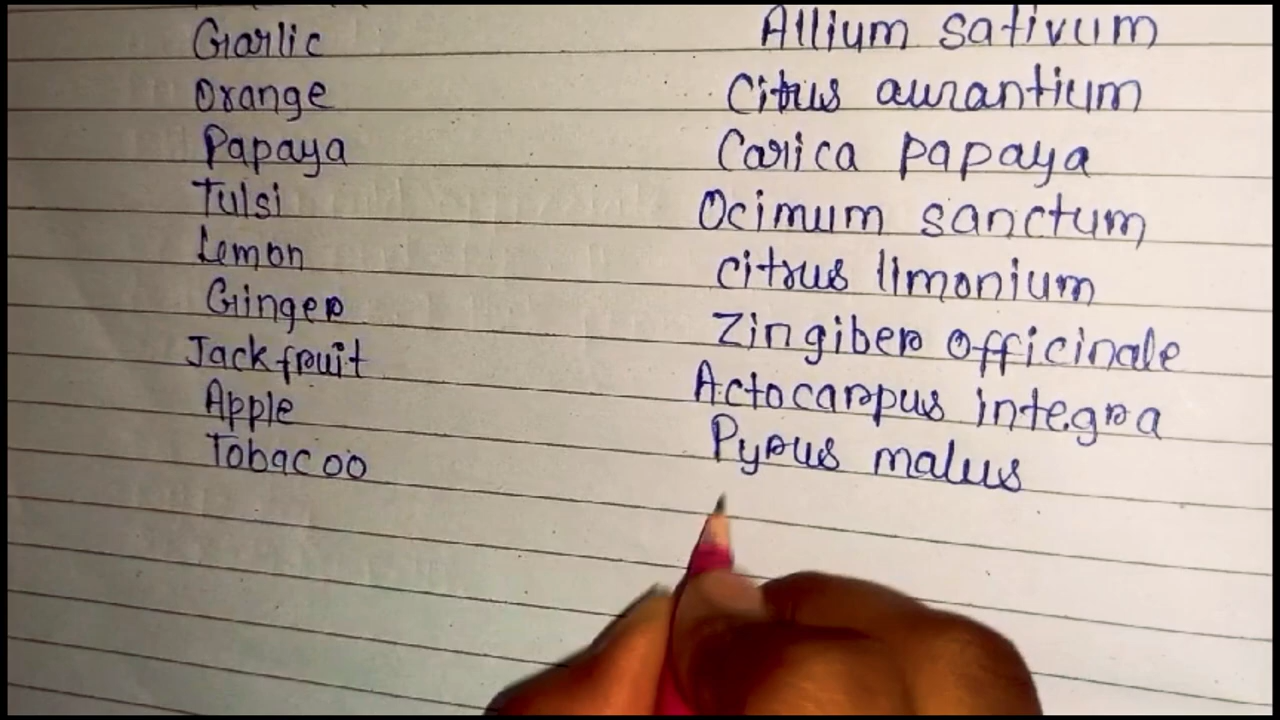 Garlic Allium sativum
Orange Citrus aurantium
Papaya Carica papaya
Tulsi Ocimum sanctum
Lemon citrus limonium
Ginger Zingiber officinale
Jackfruit Actocarpus integra
Apple Pyrus malus
Tobacoo